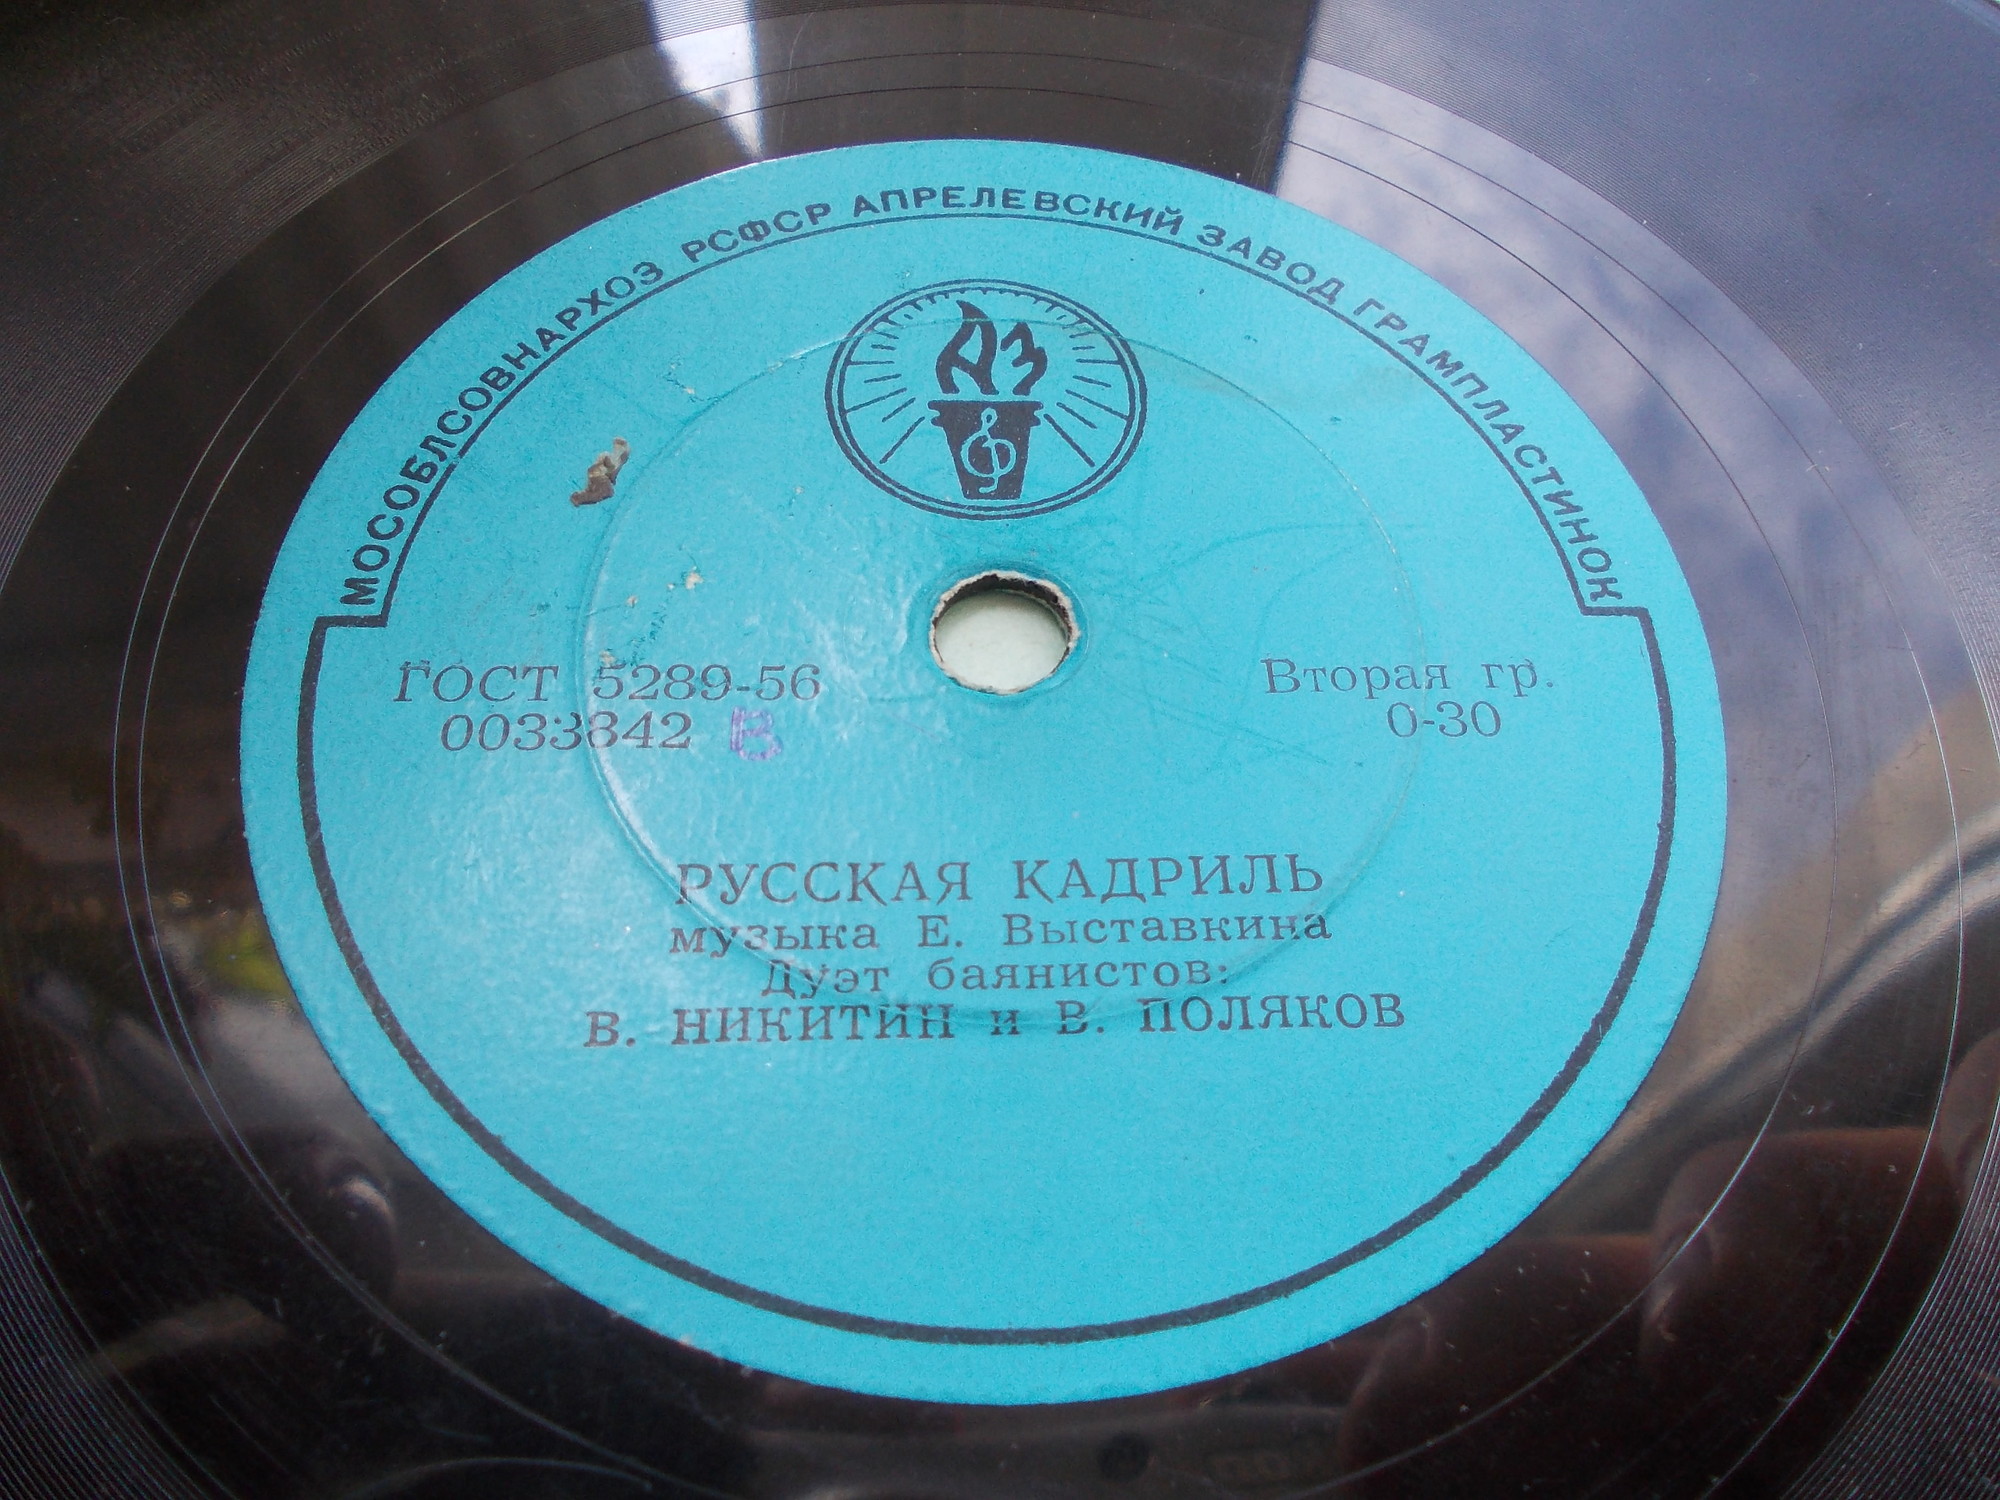 МОСОБЛСОВНАРХОЗ РСФСР АПРЕЛЕВСКИЙ ЗАВОД ГРАМПЛАСТИНОК
АЗ
ГОСТ 5289-56
0033842 В
Вторая гр.
0-30
РУССКАЯ КАДРИЛЬ
музыка Е. Выставкина
Дуэт баянистов:
В. НИКИТИН и В. ПОЛЯКОВ